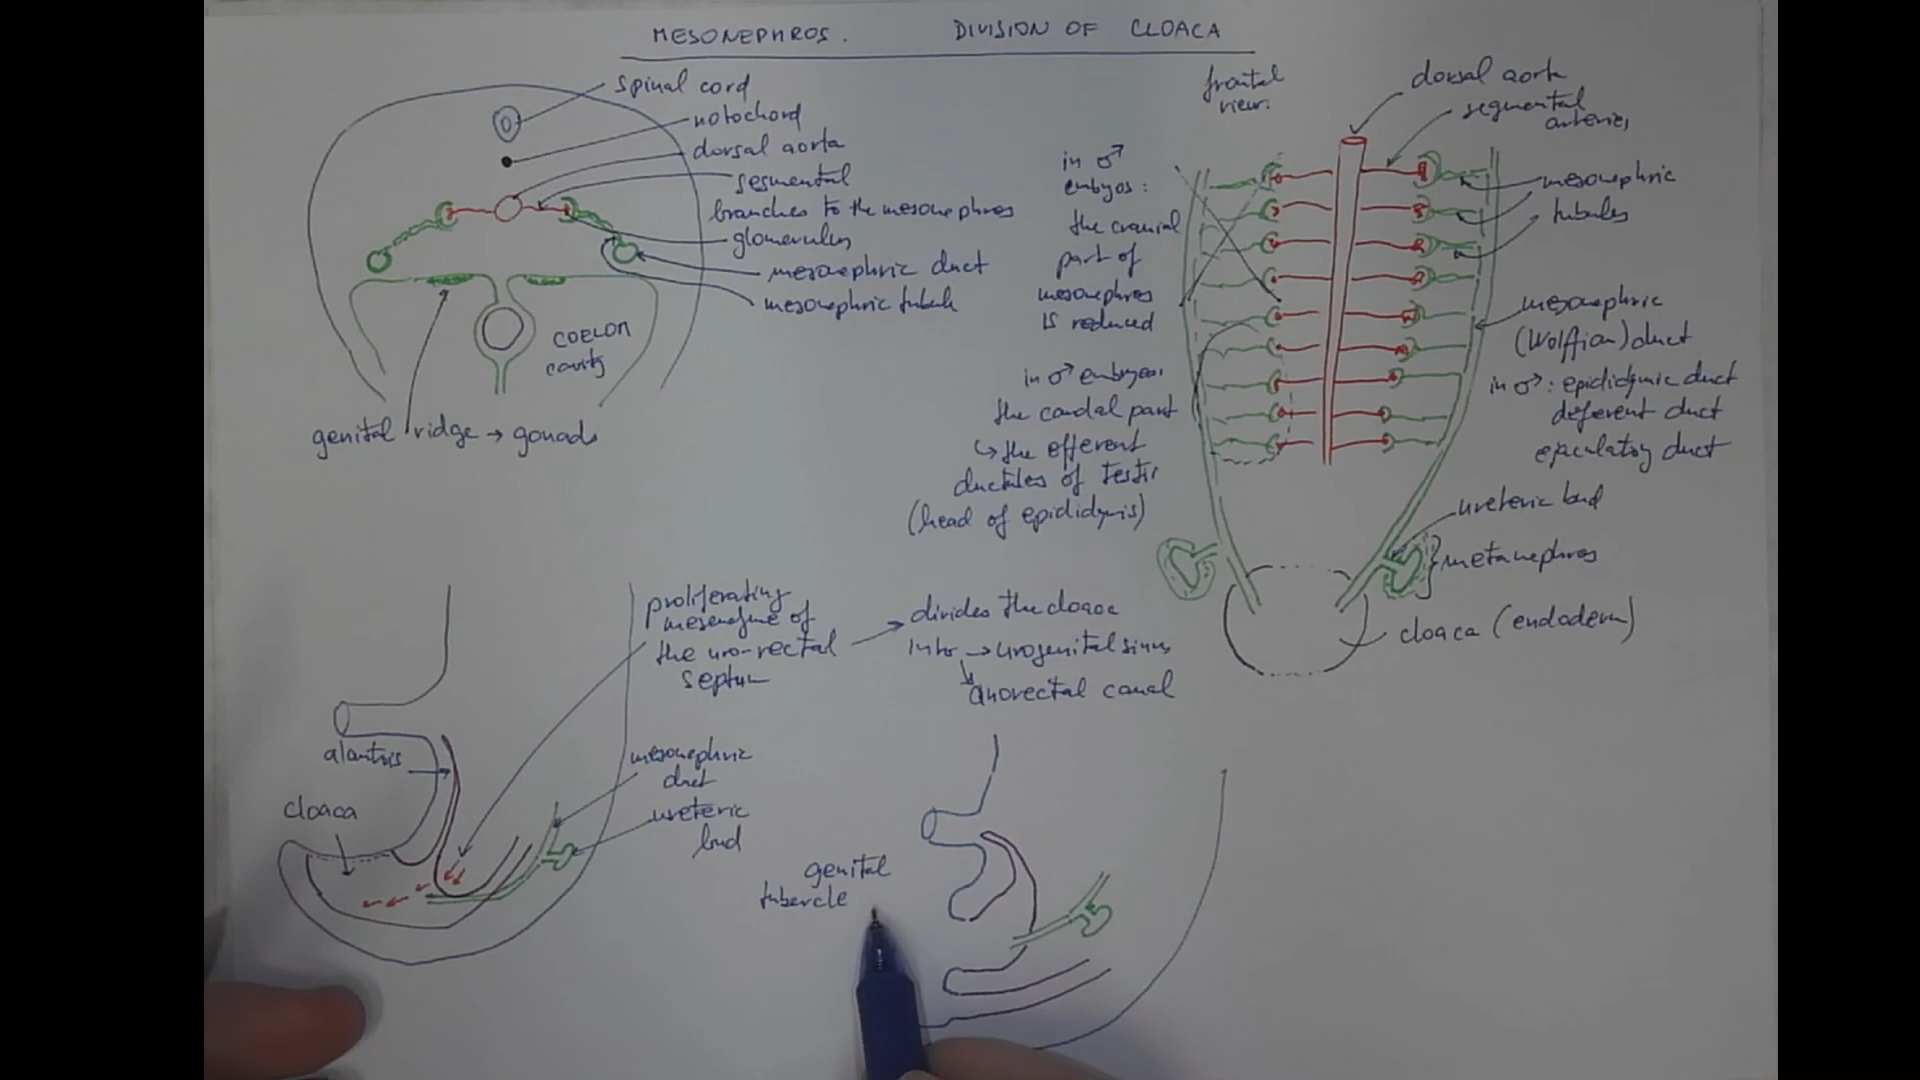 MESONEPHROS. DIVISION OF CLOACA
spinal cord
notochord
dorsal aorta
segmental
branches to the mesonephros
glomerulus
mesonephric duct
mesonephric tubule
COELOM
cavity
genital ridge → gonads
frontal
view.
dorsal aorta
segmental
arteries
mesonephric
tubules
in ♂
embryos:
the cranial
part of
mesonephros
is reduced
in ♂ embryos:
the caudal part
↳ the efferent
ductules of testis
(head of epididymis)
mesonephric
(Wolffian) duct
in ♂: epididymic duct
deferent duct
ejaculatory duct
ureteric bud
metanephros
cloaca (endoderm)
proliferating
mesenchyme of
the uro-rectal
septum
divides the cloaca
into → urogenital sinus
↘ anorectal canal
alantois
cloaca
mesonephric
duct
ureteric
bud
genital
tubercle